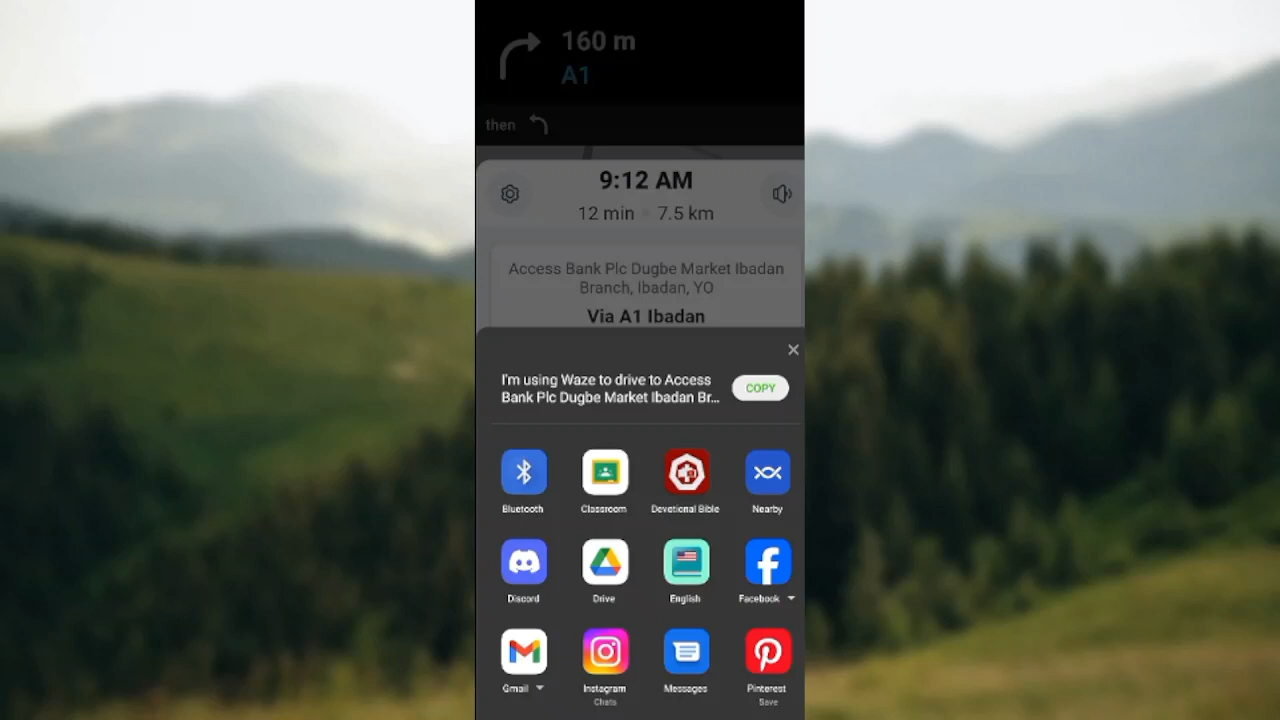 160 m
A1
then
9:12 AM
12 min 7.5 km
Access Bank Plc Dugbe Market Ibadan
Branch, Ibadan, YO
Via A1 Ibadan
I'm using Waze to drive to Access
Bank Plc Dugbe Market Ibadan Br...
COPY
Bluetooth Classroom Devotional Bible Nearby
Discord Drive English Facebook
Gmail Instagram Messages Pinterest
Chats Save